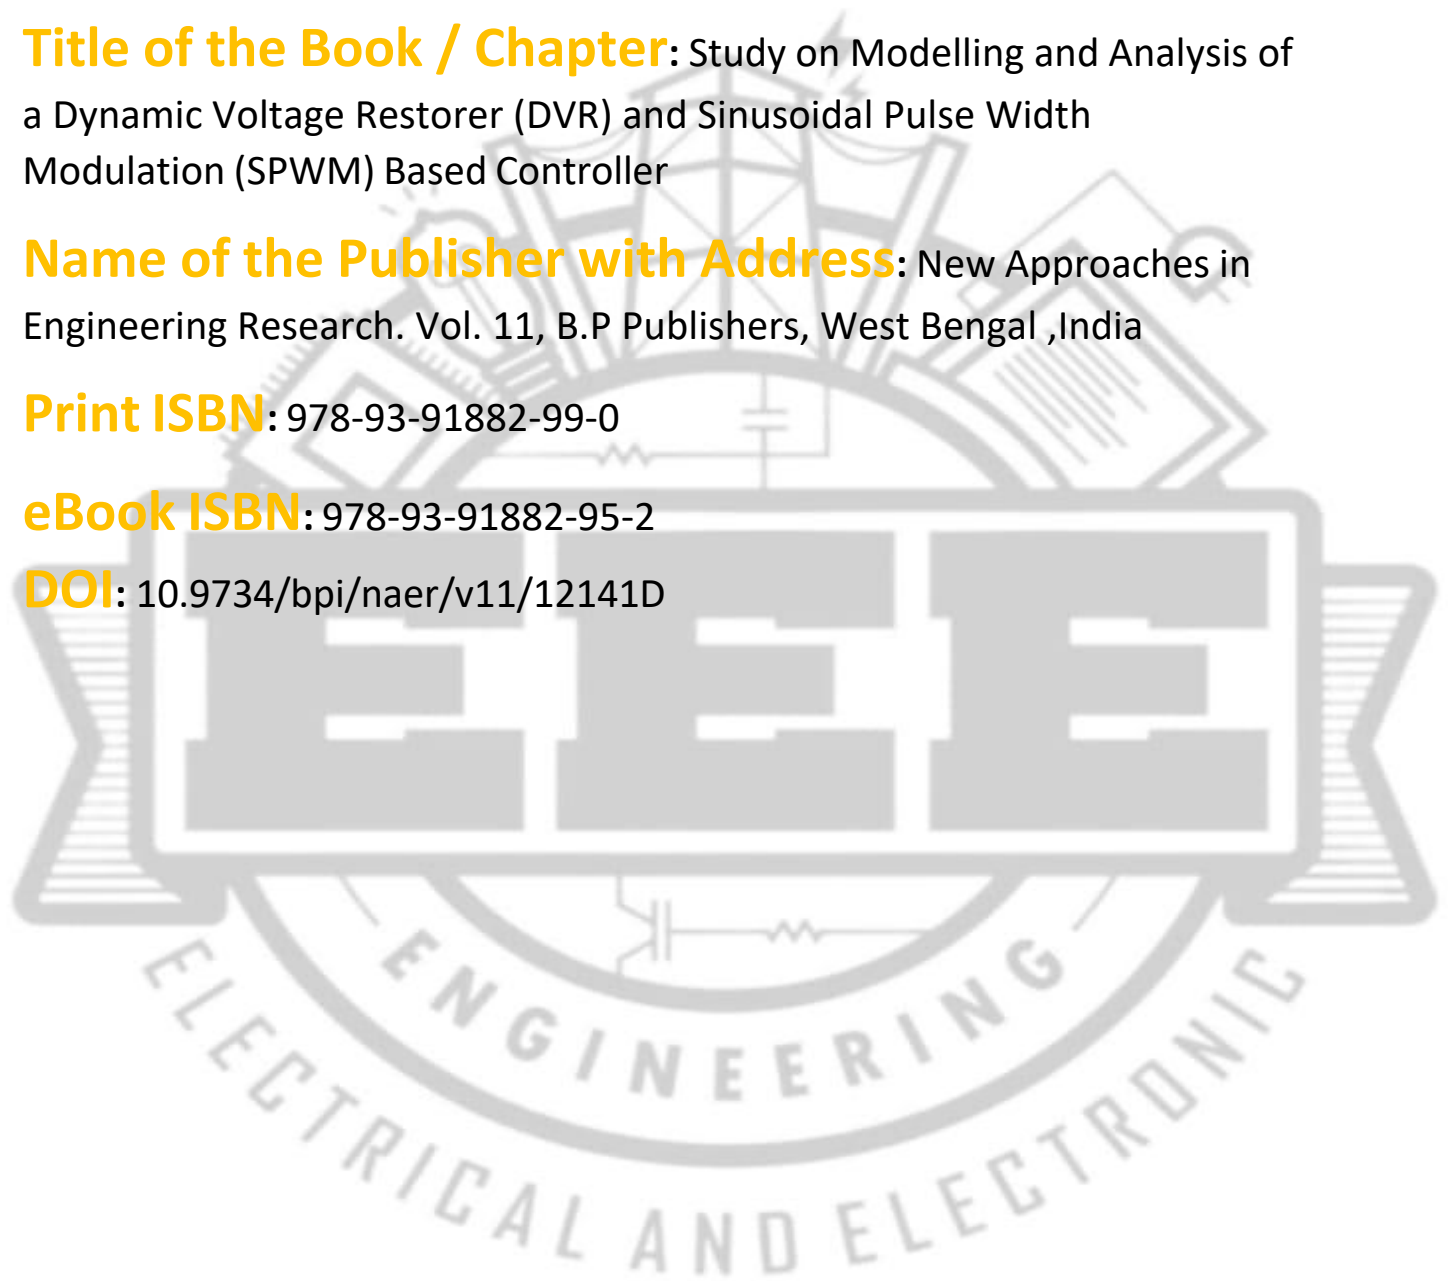 Title of the Book / Chapter: Study on Modelling and Analysis of
a Dynamic Voltage Restorer (DVR) and Sinusoidal Pulse Width
Modulation (SPWM) Based Controller
Name of the Publisher with Address: New Approaches in
Engineering Research. Vol. 11, B.P Publishers, West Bengal ,India
Print ISBN: 978-93-91882-99-0
eBook ISBN: 978-93-91882-95-2
DOI: 10.9734/bpi/naer/v11/12141D
EEE
ENGINEERING
ELECTRICAL AND ELECTRONIC